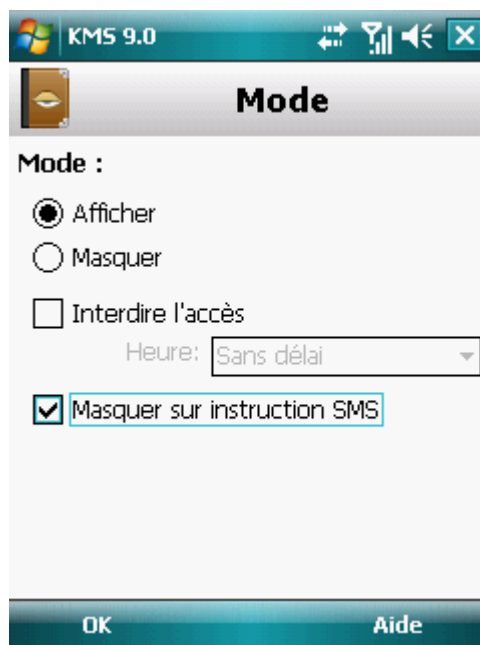 KMS 9.0
Mode
Mode :
Afficher
Masquer
Interdire l'accès
Heure: Sans délai
Masquer sur instruction SMS
OK Aide